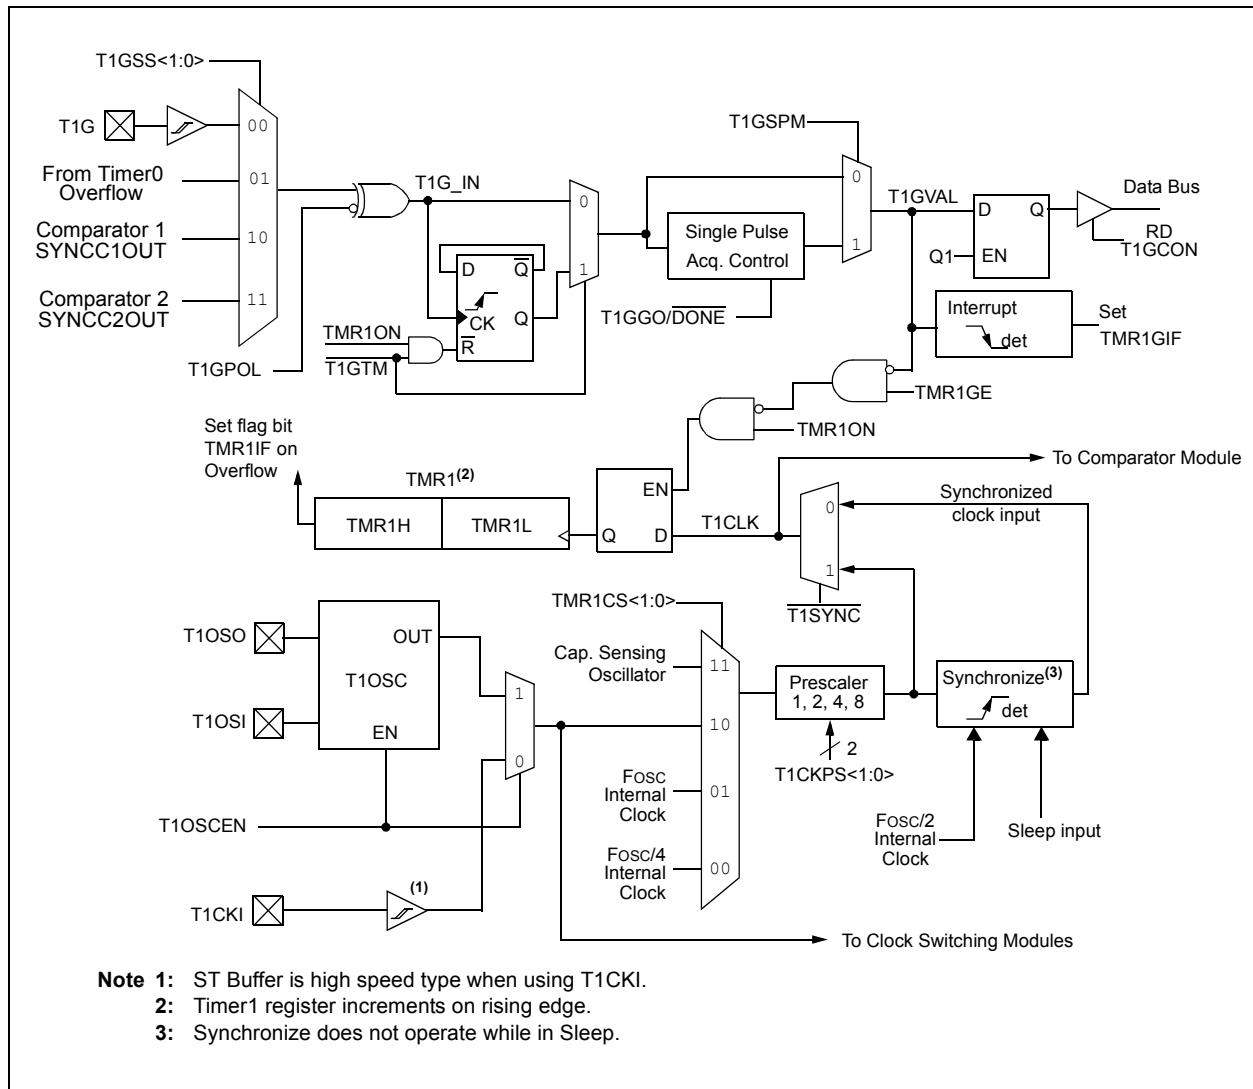 T1GSS<1:0>
T1G
00
From Timer0
Overflow
01
Comparator 1
SYNCC1OUT
10
Comparator 2
SYNCC2OUT
11
T1GPOL
T1G_IN
D
Q
CK
Q
R
TMR1ON
T1GTM
0
1
T1GSPM
Single Pulse
Acq. Control
T1GGO/DONE
0
1
T1GVAL
D
Q
Q1
EN
Data Bus
RD
T1GCON
Interrupt
det
Set
TMR1GIF
TMR1GE
TMR1ON
Set flag bit
TMR1IF on
Overflow
TMR1(2)
TMR1H
TMR1L
EN
Q
D
T1CLK
To Comparator Module
Synchronized
clock input
0
1
T1SYNC
T1OSO
OUT
T1OSC
T1OSI
EN
T1OSCEN
1
0
T1CKI
(1)
TMR1CS<1:0>
Cap. Sensing
Oscillator
11
10
FOSC
Internal
Clock
01
FOSC/4
Internal
Clock
00
Prescaler
1, 2, 4, 8
2
T1CKPS<1:0>
Synchronize(3)
det
FOSC/2
Internal
Clock
Sleep input
To Clock Switching Modules
Note 1: ST Buffer is high speed type when using T1CKI.
2: Timer1 register increments on rising edge.
3: Synchronize does not operate while in Sleep.